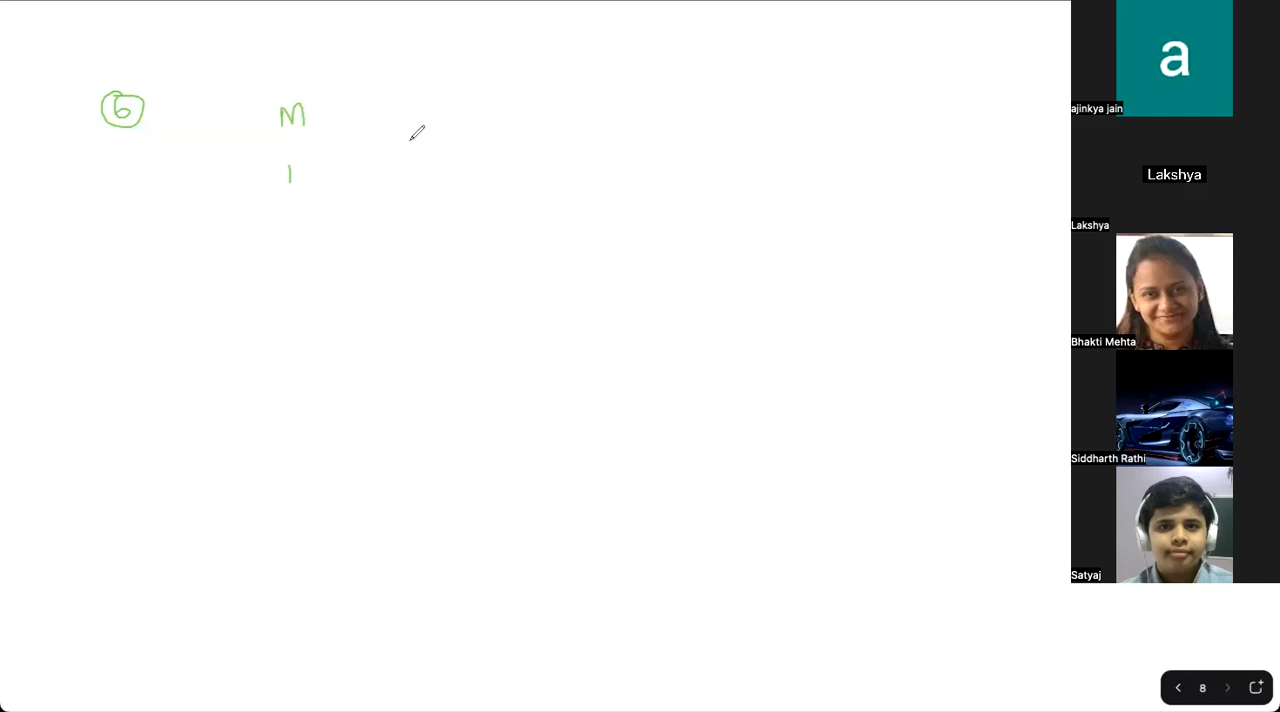 6 M
1
a
ajinkya jain
Lakshya
Lakshya
Bhakti Mehta
Siddharth Rathi
Satyaj
8